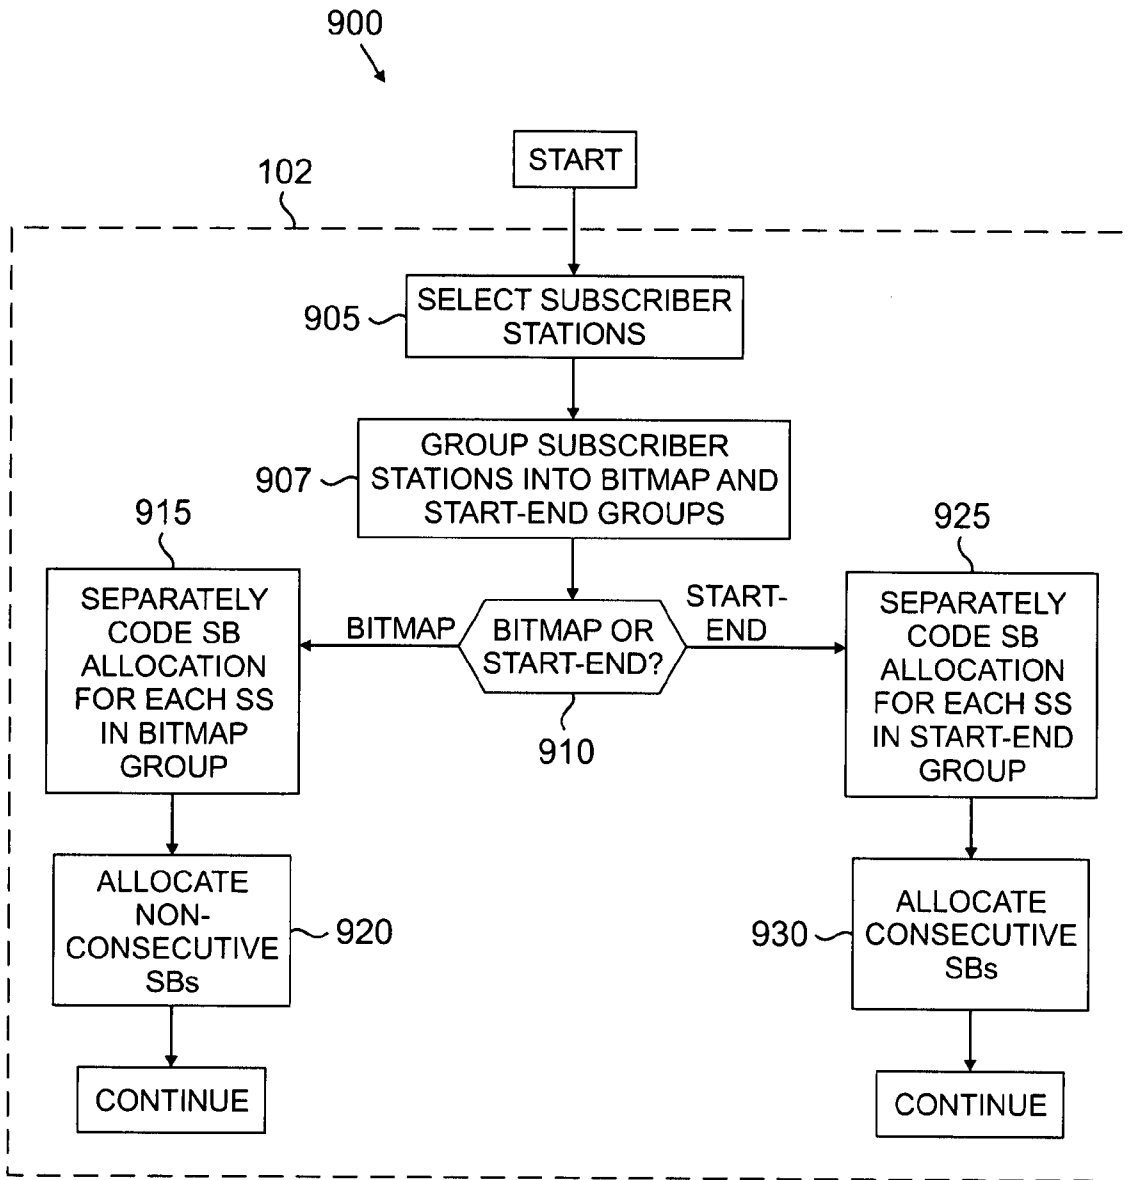 900
START
102
SELECT SUBSCRIBER
STATIONS
905
GROUP SUBSCRIBER
STATIONS INTO BITMAP AND
START-END GROUPS
907
915
925
SEPARATELY
CODE SB
ALLOCATION
FOR EACH SS
IN BITMAP
GROUP
BITMAP
BITMAP OR
START-END?
910
START-
END
SEPARATELY
CODE SB
ALLOCATION
FOR EACH SS
IN START-END
GROUP
ALLOCATE
NON-
CONSECUTIVE
SBs
920
930
ALLOCATE
CONSECUTIVE
SBs
CONTINUE
CONTINUE